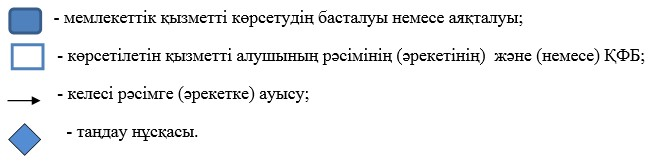 - мемлекеттік қызметті көрсетудің басталуы немесе аяқталуы;
- көрсетілетін қызметті алушының рәсімінің (әрекетінің) және (немесе) ҚФБ;
- келесі рәсімге (әрекетке) ауысу;
- таңдау нұсқасы.